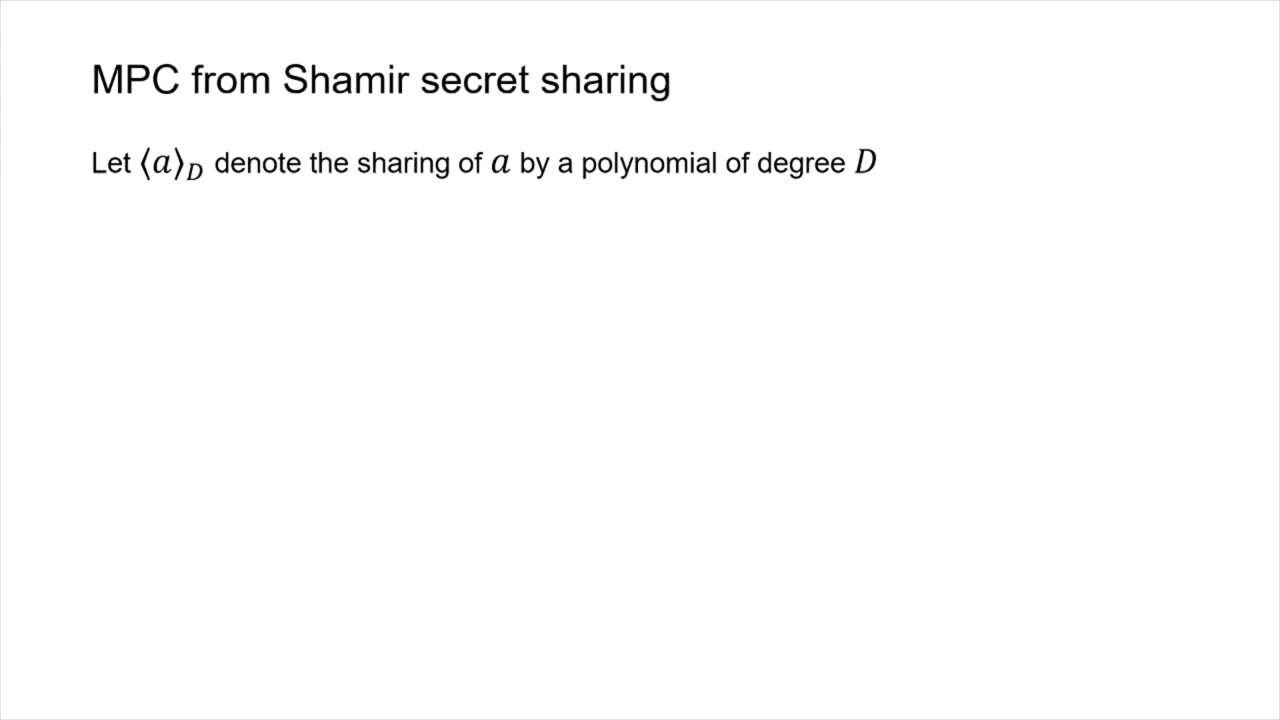 MPC from Shamir secret sharing
Let ⟨𝑎⟩_𝐷 denote the sharing of 𝑎 by a polynomial of degree 𝐷